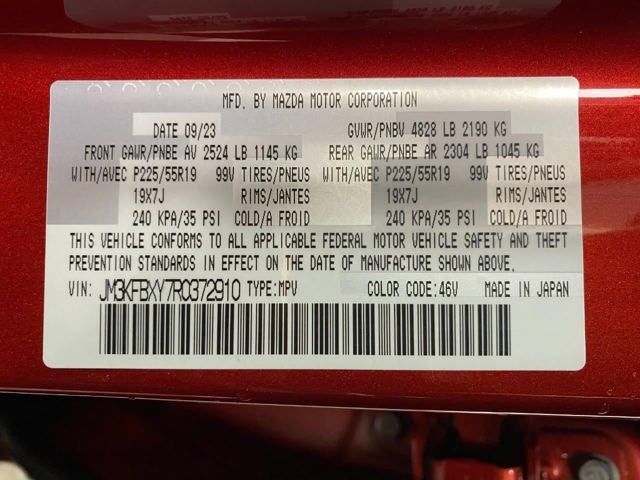 MFD. BY MAZDA MOTOR CORPORATION
DATE 09/23 GVWR/PNBV 4828 LB 2190 KG
FRONT GAWR/PNBE AV 2524 LB 1145 KG REAR GAWR/PNBE AR 2304 LB 1045 KG
WITH/AVEC P225/55R19 99V TIRES/PNEUS WITH/AVEC P225/55R19 99V TIRES/PNEUS
19X7J RIMS/JANTES 19X7J RIMS/JANTES
240 KPA/35 PSI COLD/A FROID 240 KPA/35 PSI COLD/A FROID
THIS VEHICLE CONFORMS TO ALL APPLICABLE FEDERAL MOTOR VEHICLE SAFETY AND THEFT
PREVENTION STANDARDS IN EFFECT ON THE DATE OF MANUFACTURE SHOWN ABOVE.
VIN: JM3KFBXY7R0372910 TYPE:MPV COLOR CODE:46V MADE IN JAPAN